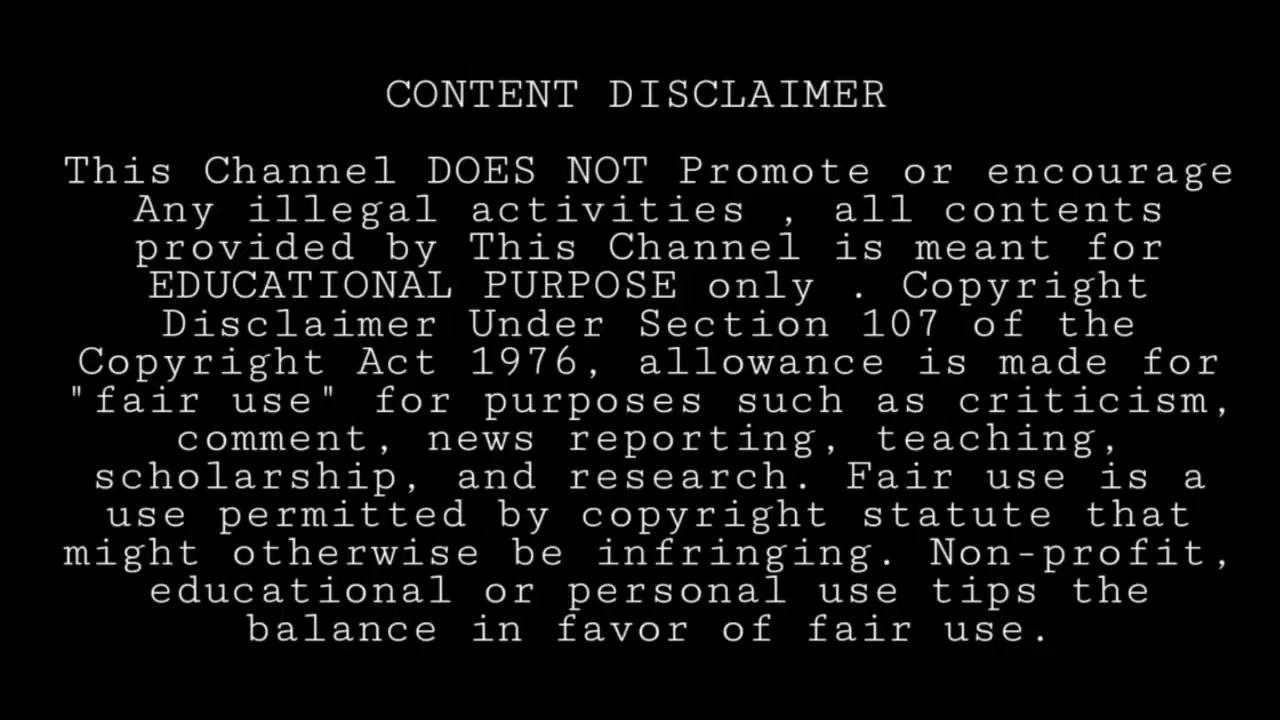 CONTENT DISCLAIMER
This Channel DOES NOT Promote or encourage
Any illegal activities , all contents
provided by This Channel is meant for
EDUCATIONAL PURPOSE only . Copyright
Disclaimer Under Section 107 of the
Copyright Act 1976, allowance is made for
"fair use" for purposes such as criticism,
comment, news reporting, teaching,
scholarship, and research. Fair use is a
use permitted by copyright statute that
might otherwise be infringing. Non-profit,
educational or personal use tips the
balance in favor of fair use.